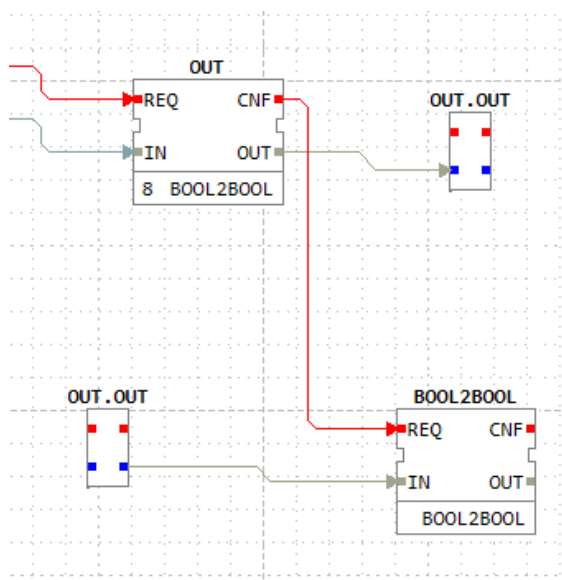 OUT
REQ CNF
OUT.OUT
IN OUT
8 BOOL2BOOL
OUT.OUT
BOOL2BOOL
REQ CNF
IN OUT
BOOL2BOOL